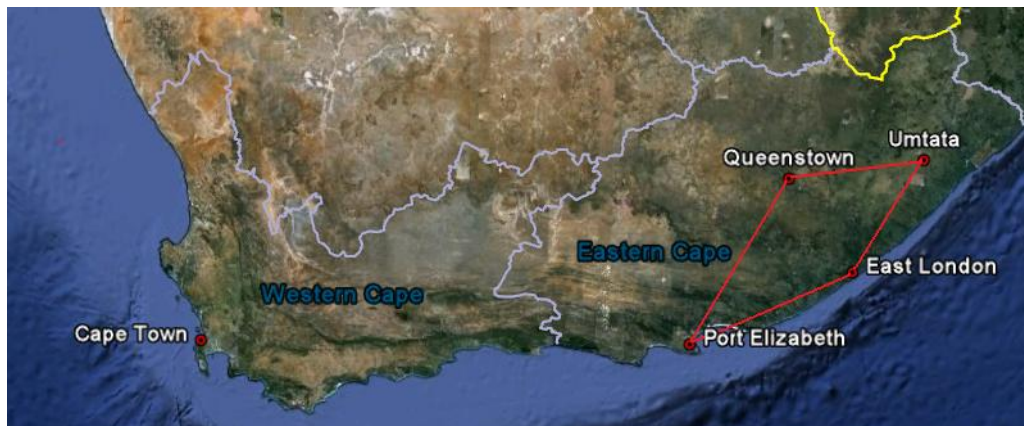 Umtata
Queenstown
Eastern Cape
East London
Western Cape
Cape Town
Port Elizabeth